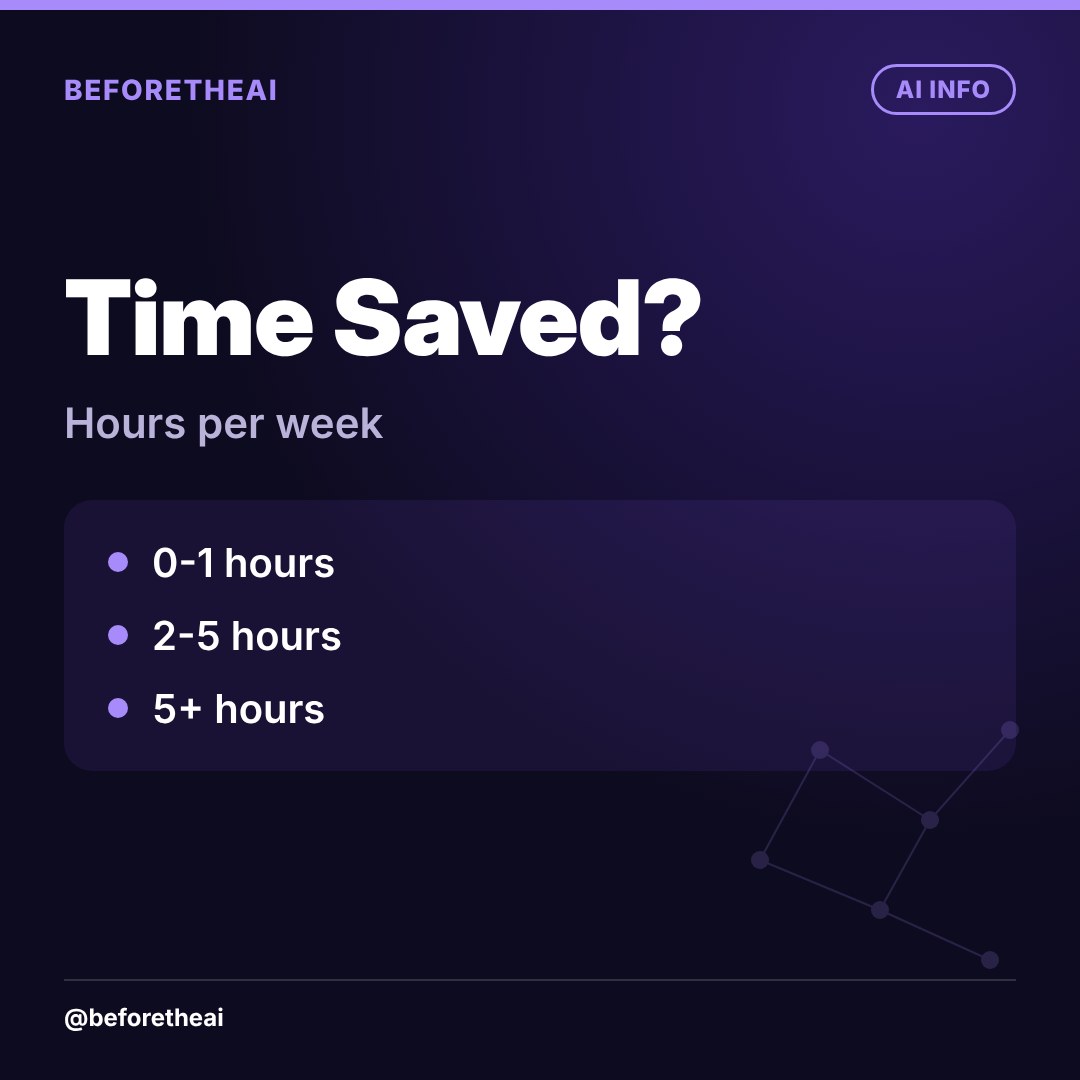 BEFORETHEAI
AI INFO
Time Saved?
Hours per week
0-1 hours
2-5 hours
5+ hours
@beforetheai